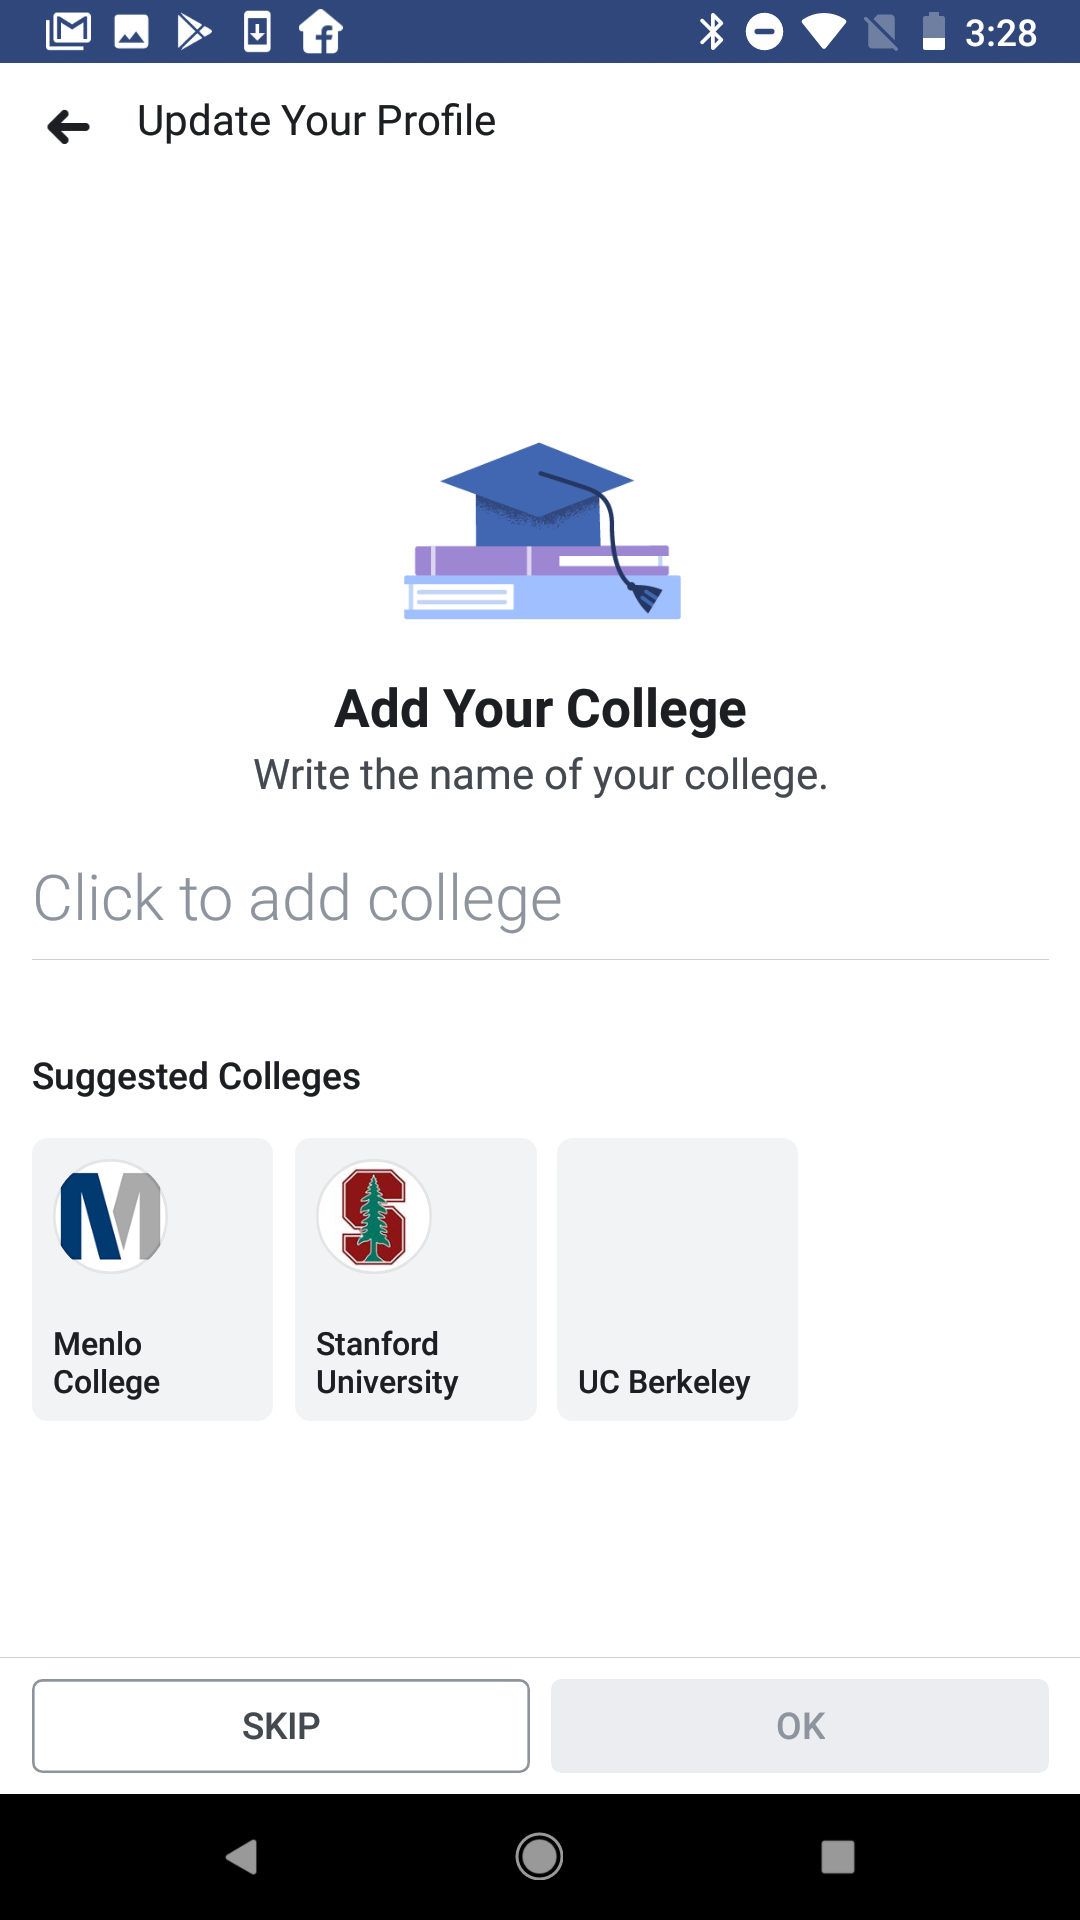 3:28
Update Your Profile
Add Your College
Write the name of your college.
Click to add college
Suggested Colleges
Menlo
College
Stanford
University
UC Berkeley
SKIP
OK